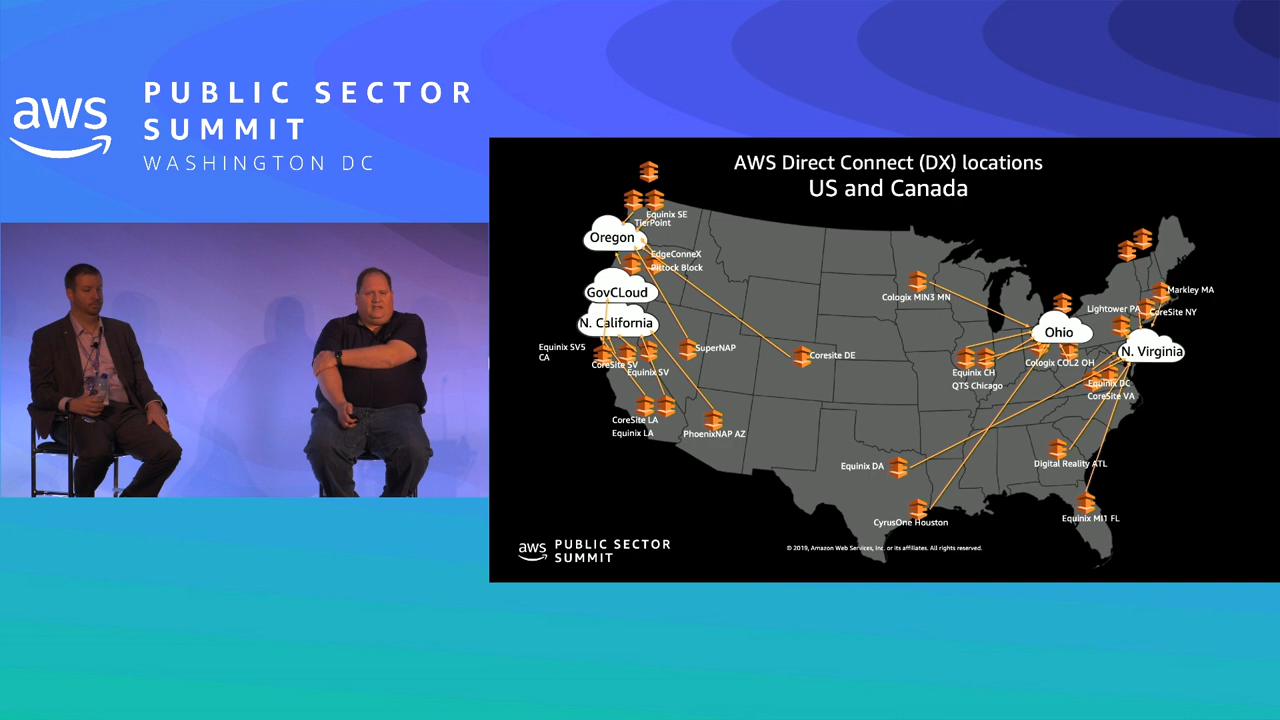 aws
PUBLIC SECTOR
SUMMIT
WASHINGTON DC
AWS Direct Connect (DX) locations
US and Canada
Equinix SE
TierPoint
Oregon
EdgeConneX
Pittock Block
GovCLoud
N. California
Equinix SV5
CA
CoreSite SV
Equinix SV
SuperNAP
Coresite DE
CoreSite LA
Equinix LA
PhoenixNAP AZ
Cologix MIN3 MN
Markley MA
Lightower PA
CoreSite NY
Ohio
N. Virginia
Cologix COL2 OH
Equinix CH
QTS Chicago
Equinix DC
CoreSite VA
Equinix DA
Digital Reality ATL
CyrusOne Houston
Equinix MI1 FL
aws
PUBLIC SECTOR
SUMMIT
© 2019, Amazon Web Services, Inc. or its affiliates. All rights reserved.